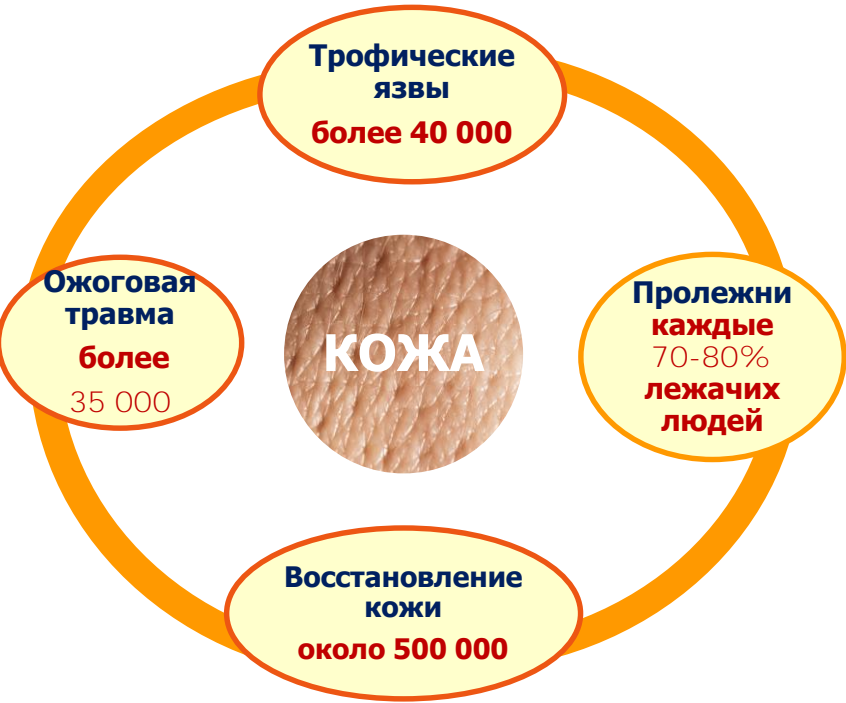 Трофические
язвы
более 40 000
Ожоговая
травма
более
35 000
КОЖА
Пролежни
каждые
70-80%
лежачих
людей
Восстановление
кожи
около 500 000